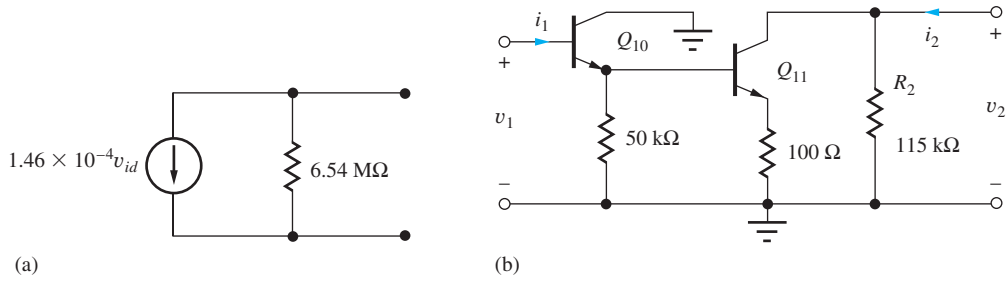 1.46 × 10⁻⁴v_id
6.54 MΩ
(a)
i₁
+
v₁
−
Q₁₀
50 kΩ
Q₁₁
100 Ω
R₂
115 kΩ
i₂
+
v₂
−
(b)